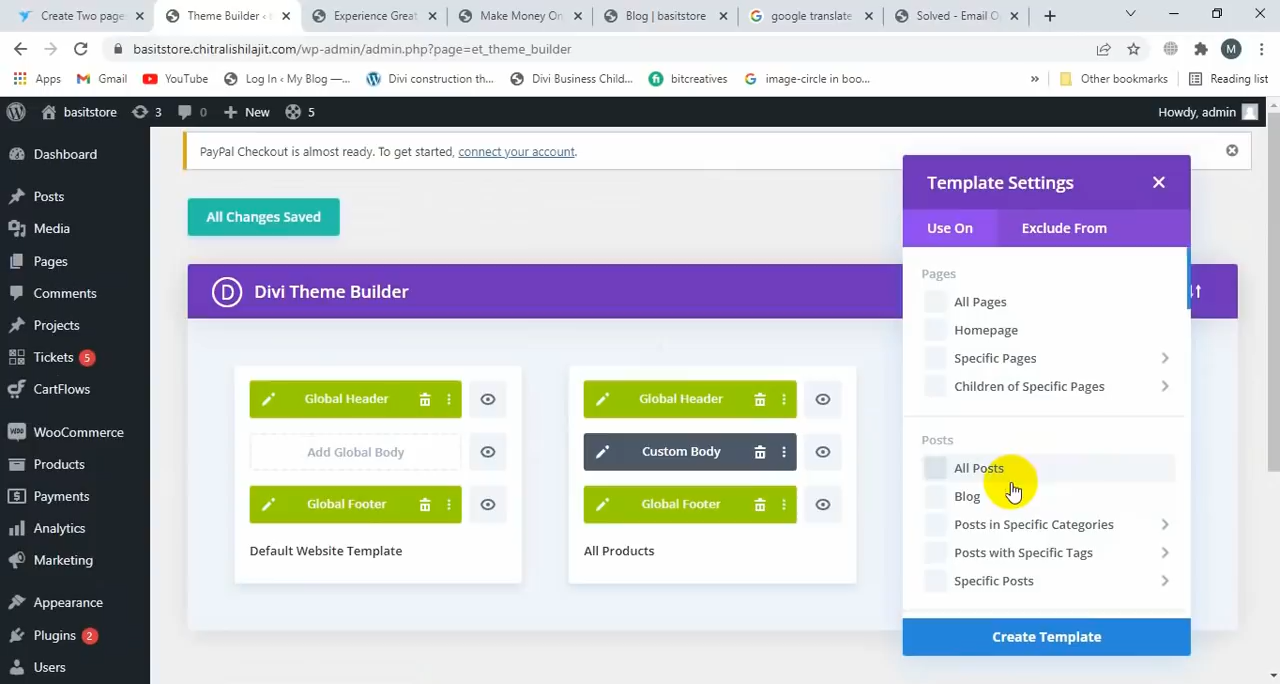 Create Two page
Theme Builder ‹
Experience Great
Make Money On
Blog | basitstore
google translate
Solved - Email O
basitstore.chitralishilajit.com/wp-admin/admin.php?page=et_theme_builder
M
Apps
Gmail
YouTube
Log In ‹ My Blog —...
Divi construction th...
Divi Business Child...
fi
bitcreatives
image-circle in boo...
»
Other bookmarks
Reading list
basitstore
3
0
New
5
Howdy, admin
Dashboard
Posts
Media
Pages
Comments
Projects
Tickets 5
CartFlows
WooCommerce
Products
Payments
Analytics
Marketing
Appearance
Plugins 2
Users
PayPal Checkout is almost ready. To get started, connect your account.
All Changes Saved
D Divi Theme Builder
Global Header
Add Global Body
Global Footer
Default Website Template
Global Header
Custom Body
Global Footer
All Products
Template Settings
Use On
Exclude From
Pages
All Pages
Homepage
Specific Pages
Children of Specific Pages
Posts
All Posts
Blog
Posts in Specific Categories
Posts with Specific Tags
Specific Posts
Create Template